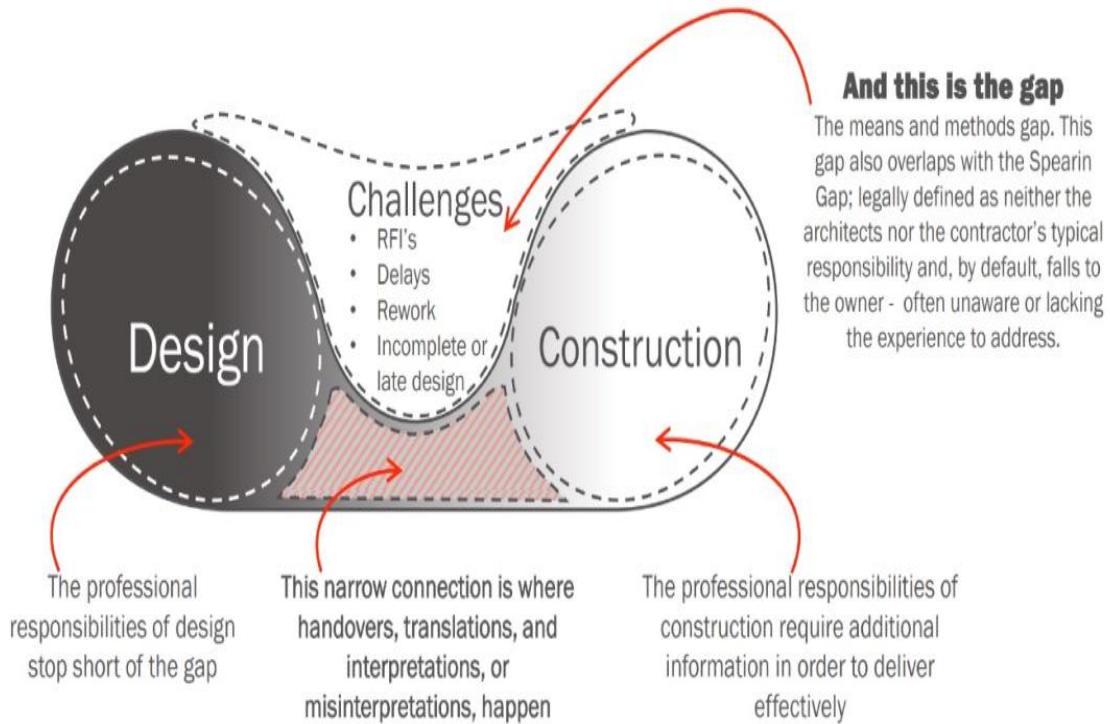 And this is the gap
The means and methods gap. This
gap also overlaps with the Spearin
Gap; legally defined as neither the
architects nor the contractor's typical
responsibility and, by default, falls to
the owner - often unaware or lacking
the experience to address.
Challenges
• RFI's
• Delays
• Rework
• Incomplete or
late design
Design
Construction
The professional
responsibilities of design
stop short of the gap
This narrow connection is where
handovers, translations, and
interpretations, or
misinterpretations, happen
The professional responsibilities of
construction require additional
information in order to deliver
effectively